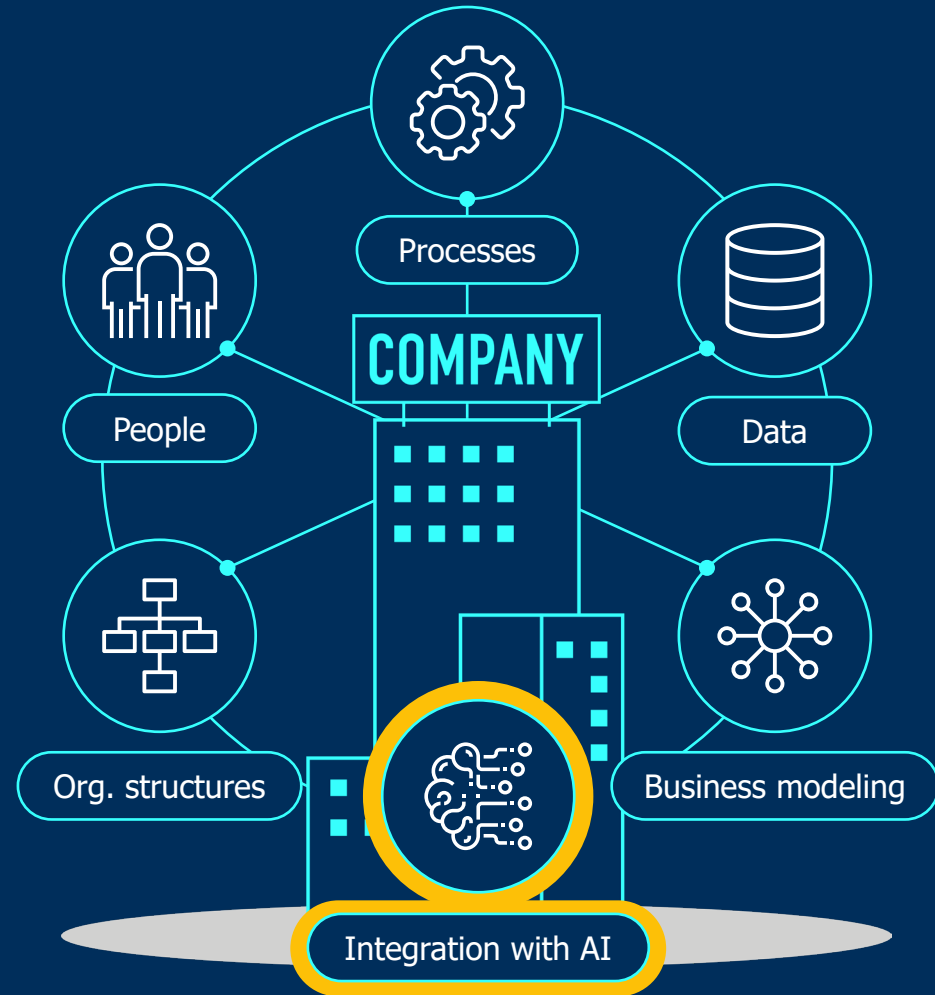 Processes
COMPANY
People
Data
Org. structures
Business modeling
Integration with AI